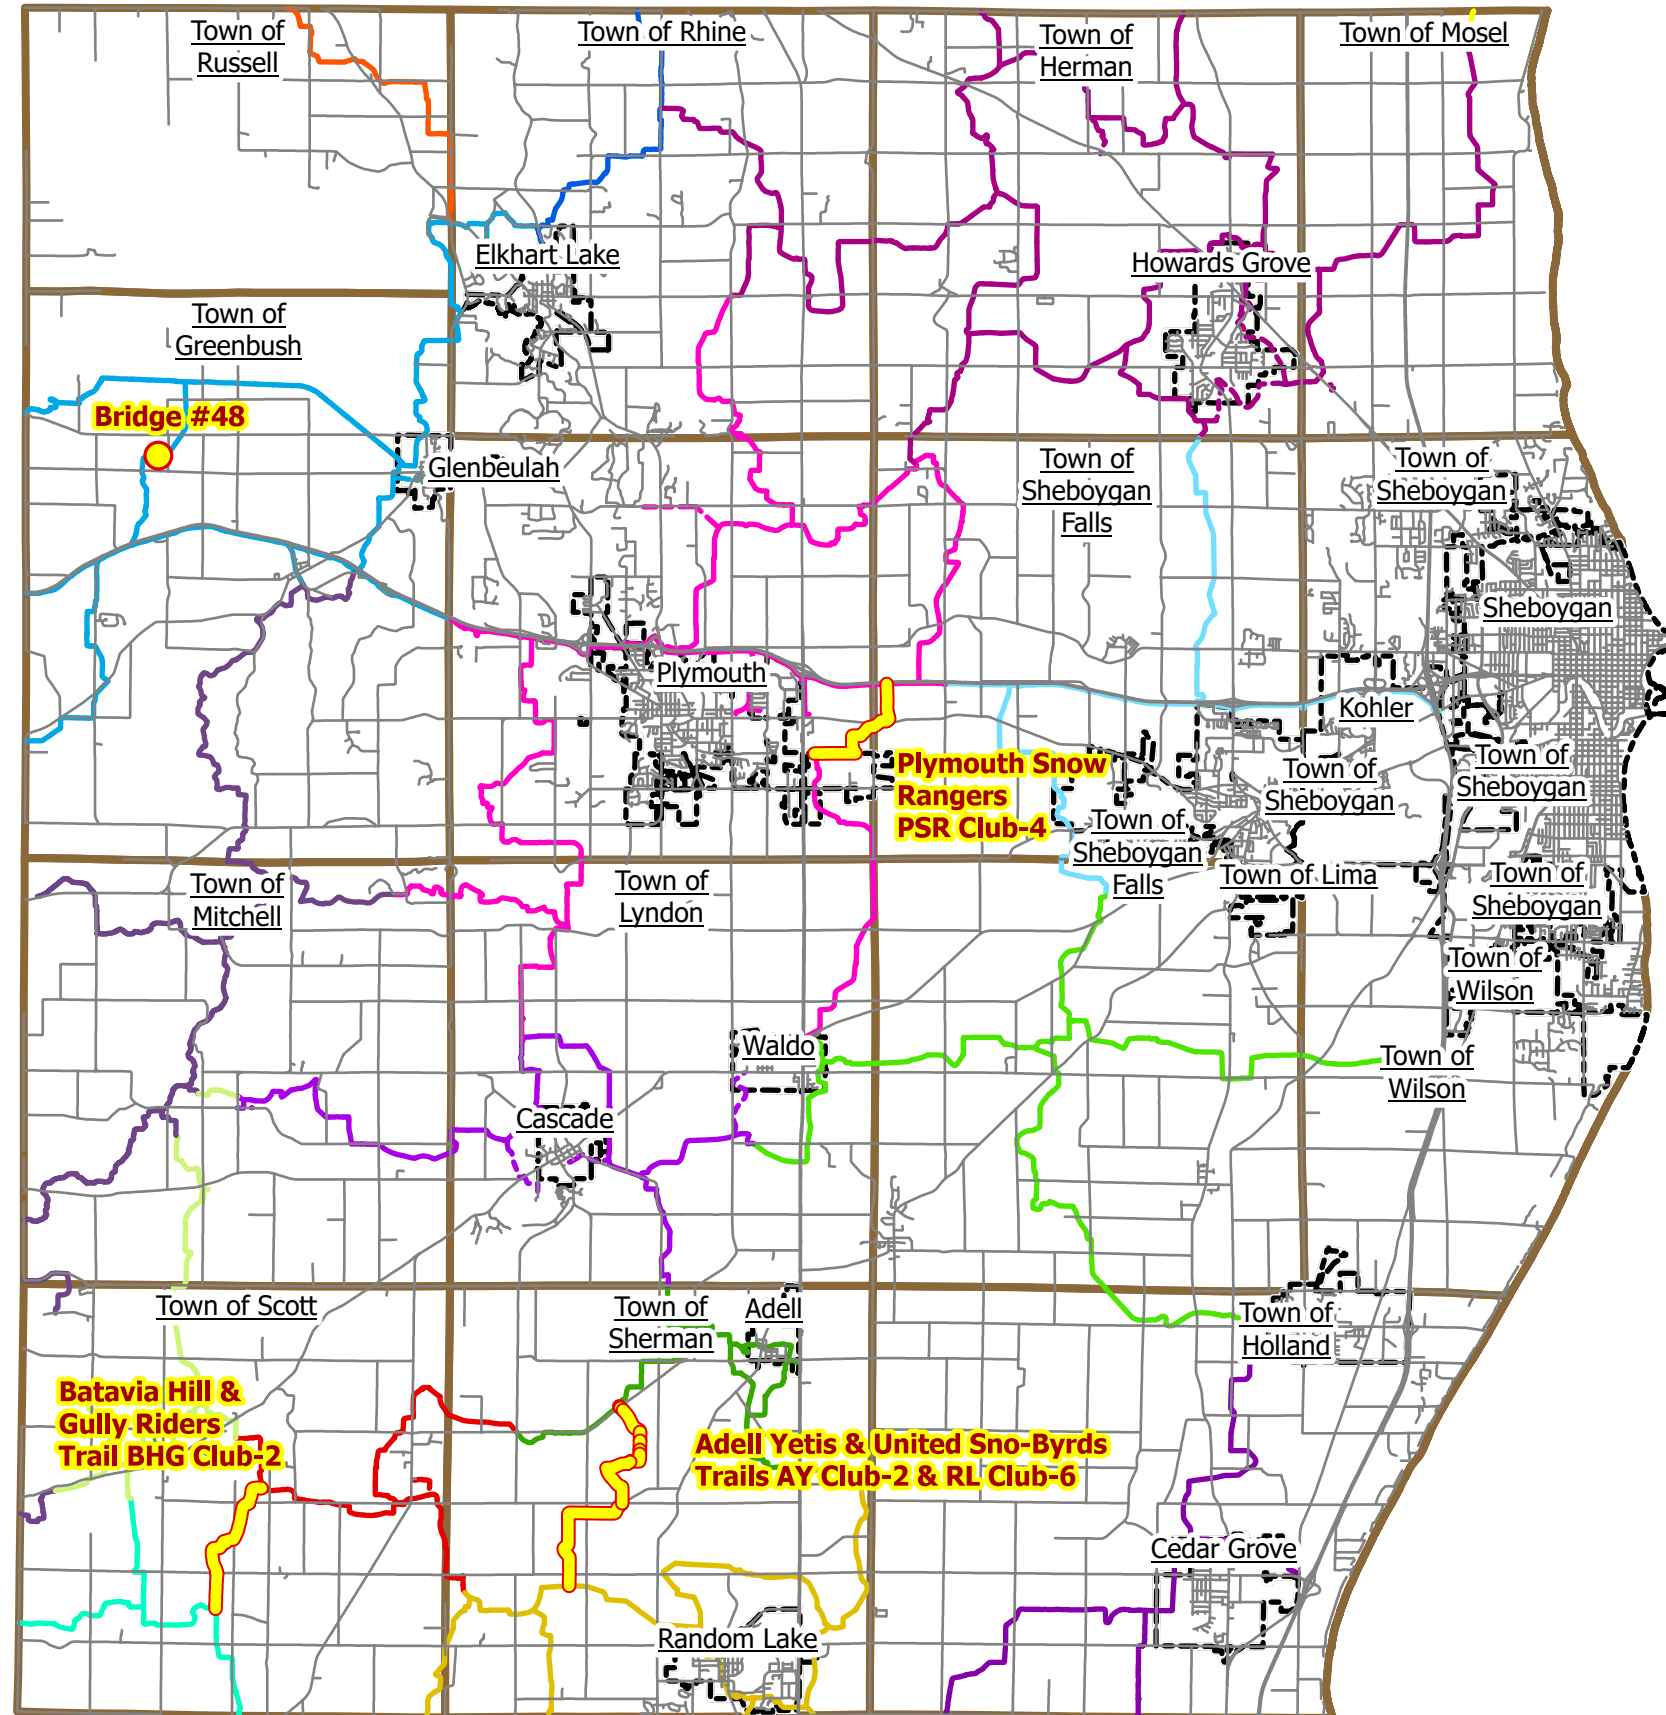 Town of
Russell
Town of Rhine
Town of
Herman
Town of Mosel
Elkhart Lake
Howards Grove
Town of
Greenbush
Bridge #48
Glenbeulah
Town of
Sheboygan
Falls
Town of
Sheboygan
Sheboygan
Plymouth
Kohler
Plymouth Snow
Rangers
PSR Club-4
Town of
Sheboygan
Town of
Sheboygan
Town of
Sheboygan
Falls
Town of Lima
Town of
Sheboygan
Town of
Mitchell
Town of
Lyndon
Town of
Wilson
Waldo
Town of
Wilson
Cascade
Town of Scott
Town of
Sherman
Adell
Town of
Holland
Batavia Hill &
Gully Riders
Trail BHG Club-2
Adell Yetis & United Sno-Byrds
Trails AY Club-2 & RL Club-6
Cedar Grove
Random Lake